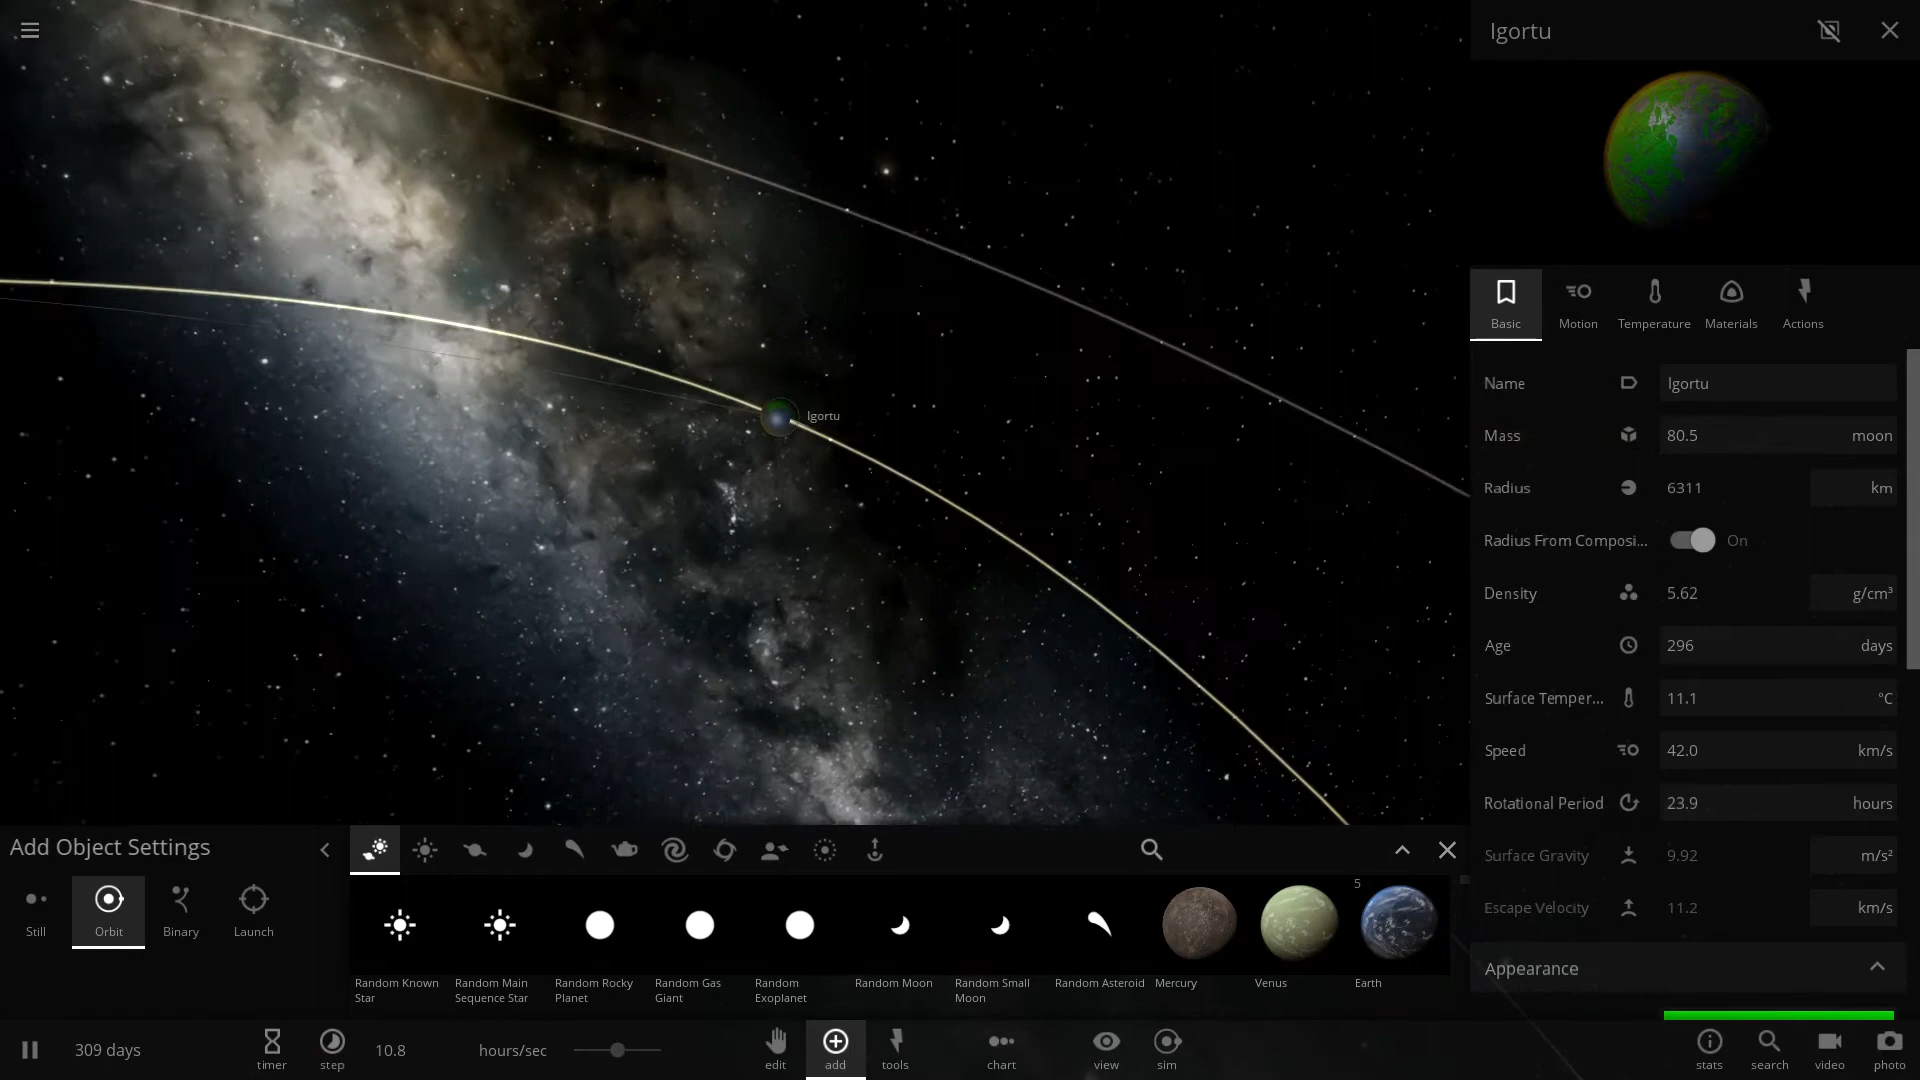 Igortu
Igortu
Basic
Motion
Temperature
Materials
Actions
Name
Igortu
Mass
80.5
moon
Radius
6311
km
Radius From Composi...
On
Density
5.62
g/cm³
Age
296
days
Surface Temper...
11.1
°C
Speed
42.0
km/s
Rotational Period
23.9
hours
Surface Gravity
9.92
m/s²
Escape Velocity
11.2
km/s
Appearance
Add Object Settings
Still
Orbit
Binary
Launch
5
Random Known
Star
Random Main
Sequence Star
Random Rocky
Planet
Random Gas
Giant
Random
Exoplanet
Random Moon
Random Small
Moon
Random Asteroid
Mercury
Venus
Earth
309 days
timer
step
10.8
hours/sec
edit
add
tools
chart
view
sim
stats
search
video
photo